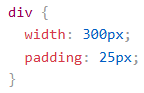 div {
  width: 300px;
  padding: 25px;
}